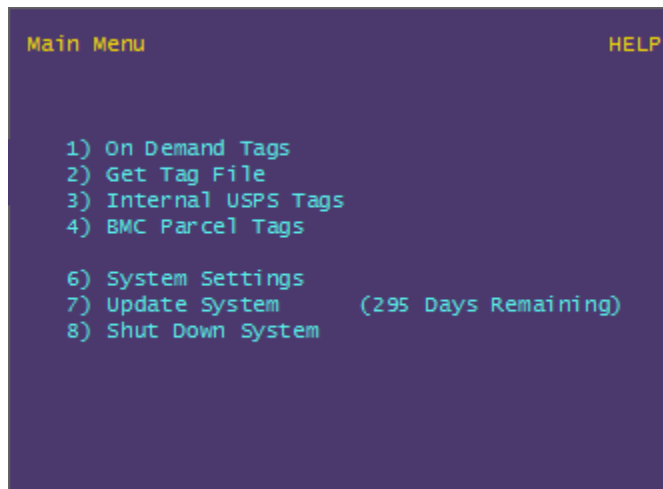 Main Menu HELP
1) On Demand Tags
2) Get Tag File
3) Internal USPS Tags
4) BMC Parcel Tags
6) System Settings
7) Update System (295 Days Remaining)
8) Shut Down System